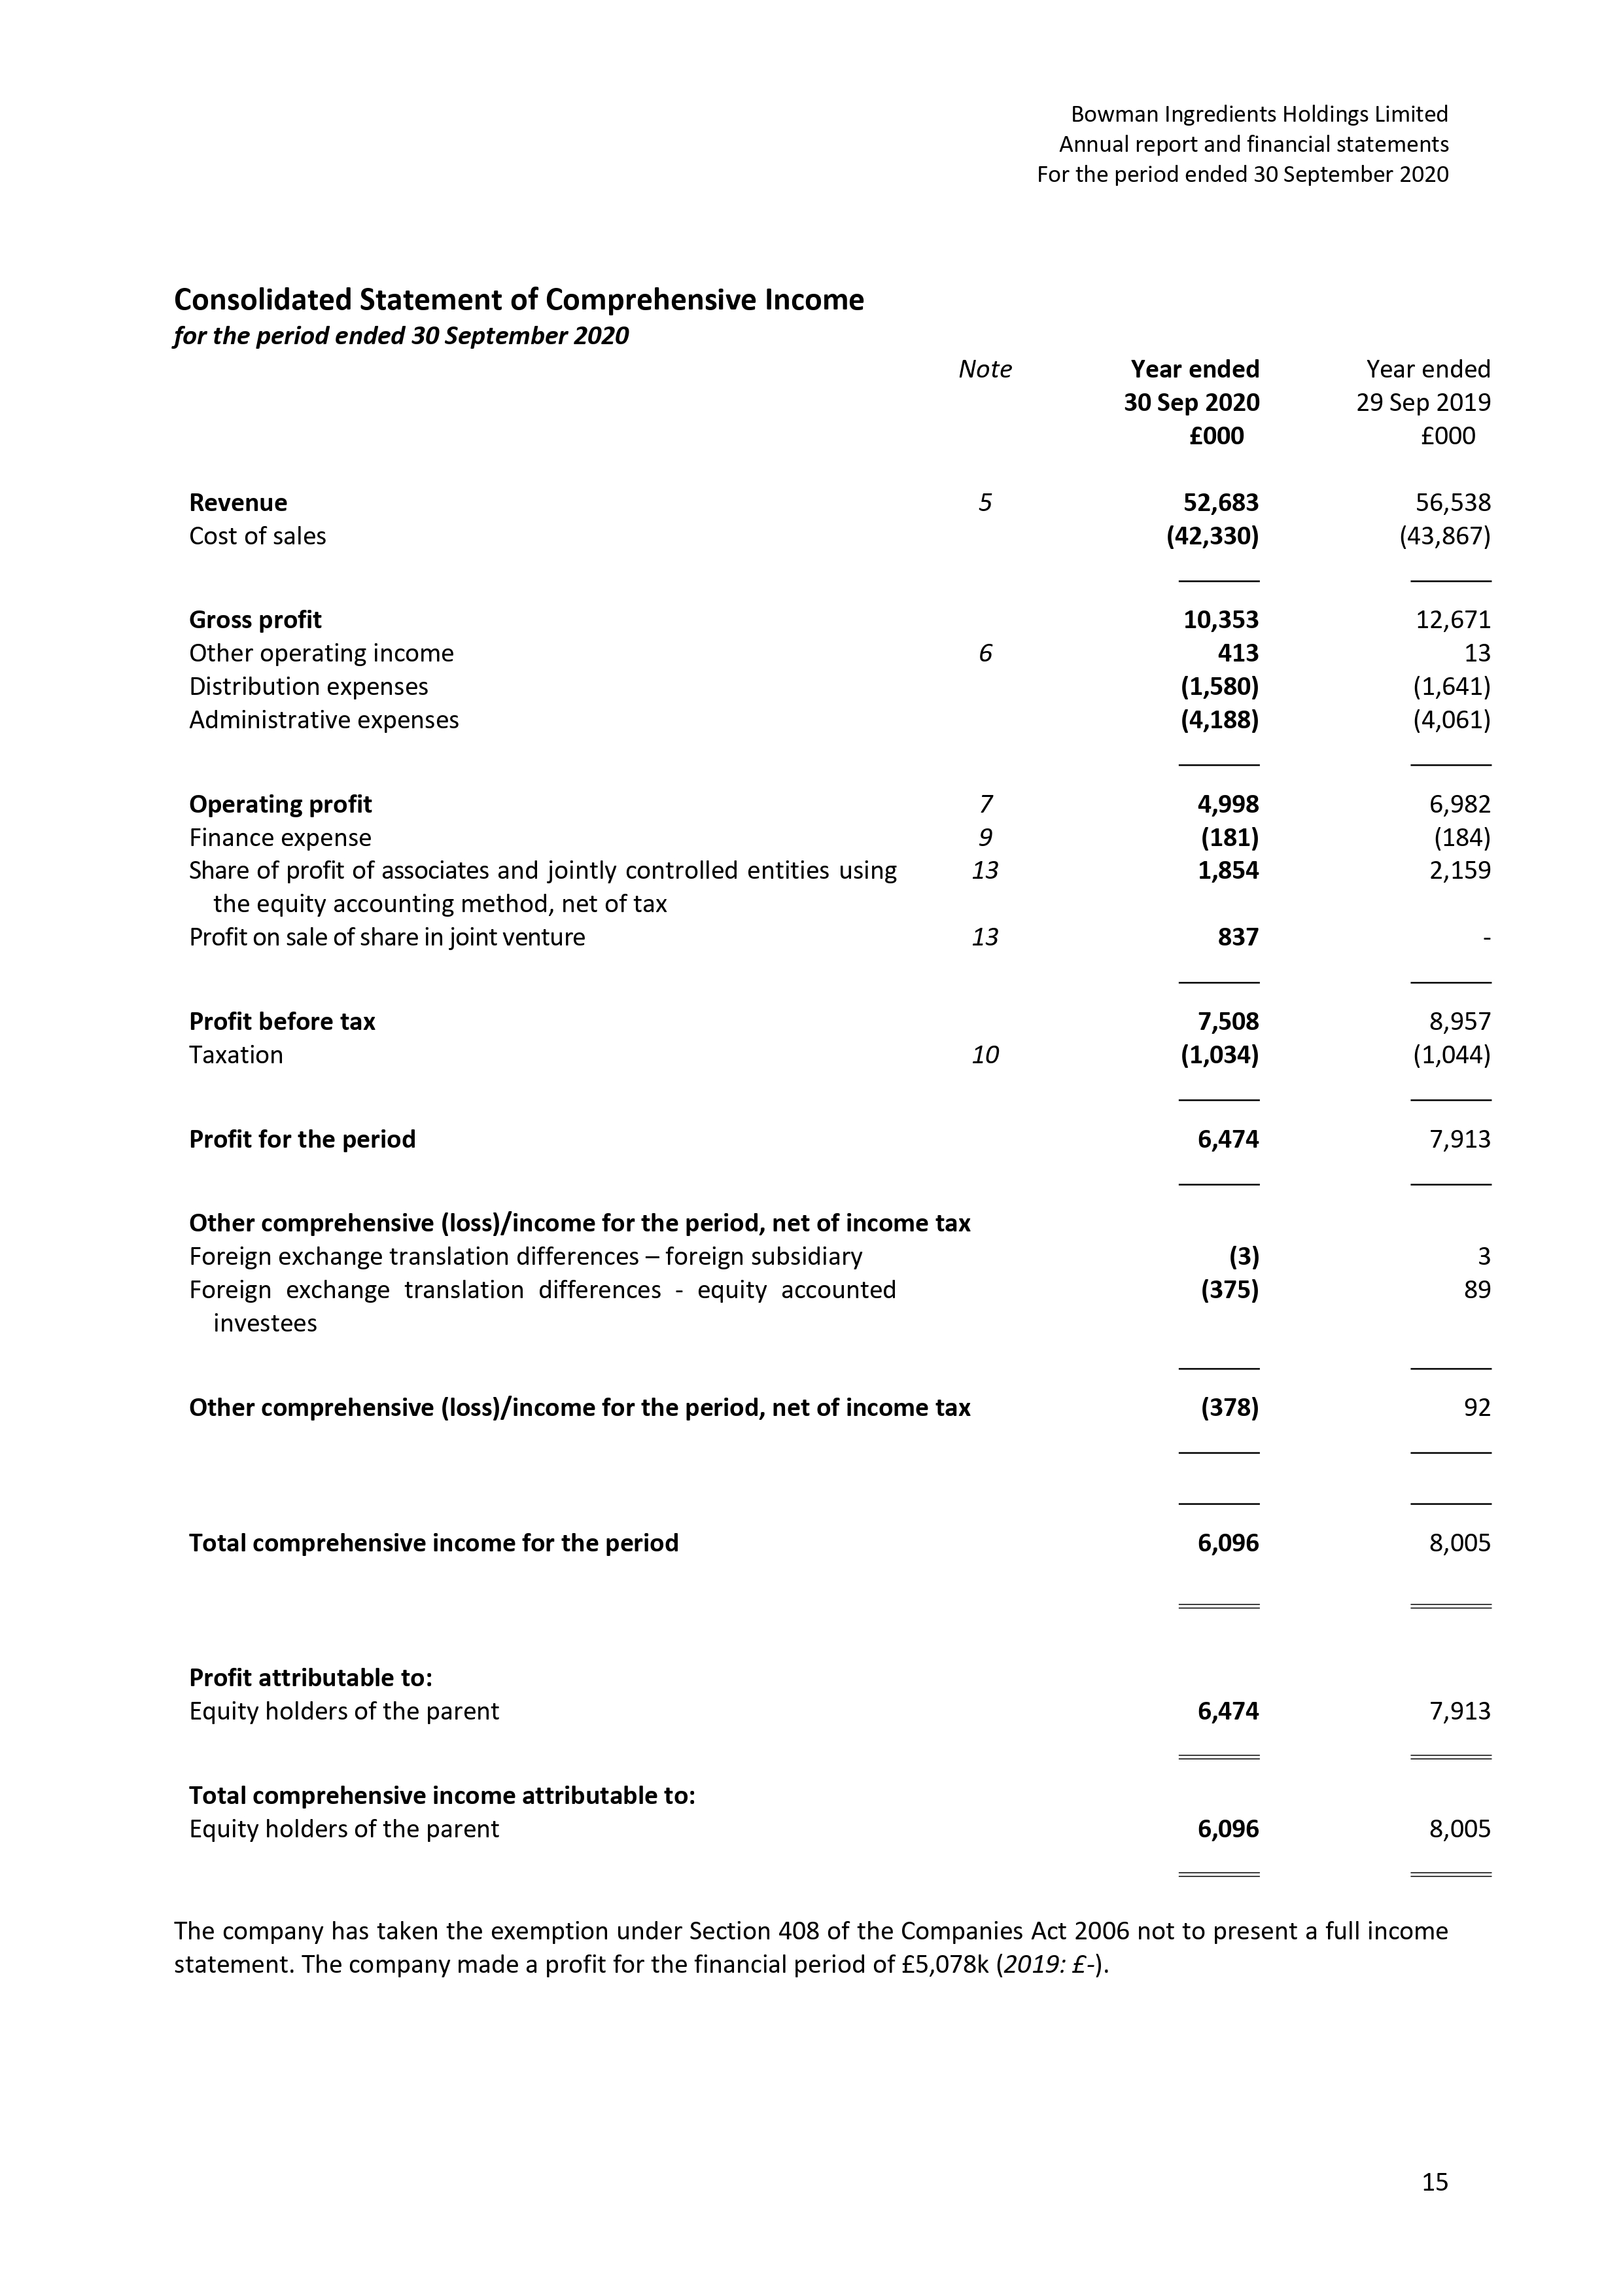 Bowman Ingredients Holdings Limited
Annual report and financial statements
For the period ended 30 September 2020
Consolidated Statement of Comprehensive Income
for the period ended 30 September 2020
Note Year ended Year ended
30 Sep 2020 29 Sep 2019
£000 £000
Revenue 5 52,683 56,538
Cost of sales (42,330) (43,867)
Gross profit 10,353 12,671
Other operating income 6 413 13
Distribution expenses (1,580) (1,641)
Administrative expenses (4,188) (4,061)
Operating profit 7 4,998 6,982
Finance expense 9 (181) (184)
Share of profit of associates and jointly controlled entities using 13 1,854 2,159
the equity accounting method, net of tax
Profit on sale of share in joint venture 13 837 -
Profit before tax 7,508 8,957
Taxation 10 (1,034) (1,044)
Profit for the period 6,474 7,913
Other comprehensive (loss)/income for the period, net of income tax
Foreign exchange translation differences – foreign subsidiary (3) 3
Foreign exchange translation differences - equity accounted (375) 89
investees
Other comprehensive (loss)/income for the period, net of income tax (378) 92
Total comprehensive income for the period 6,096 8,005
Profit attributable to:
Equity holders of the parent 6,474 7,913
Total comprehensive income attributable to:
Equity holders of the parent 6,096 8,005
The company has taken the exemption under Section 408 of the Companies Act 2006 not to present a full income
statement. The company made a profit for the financial period of £5,078k (2019: £-).
15